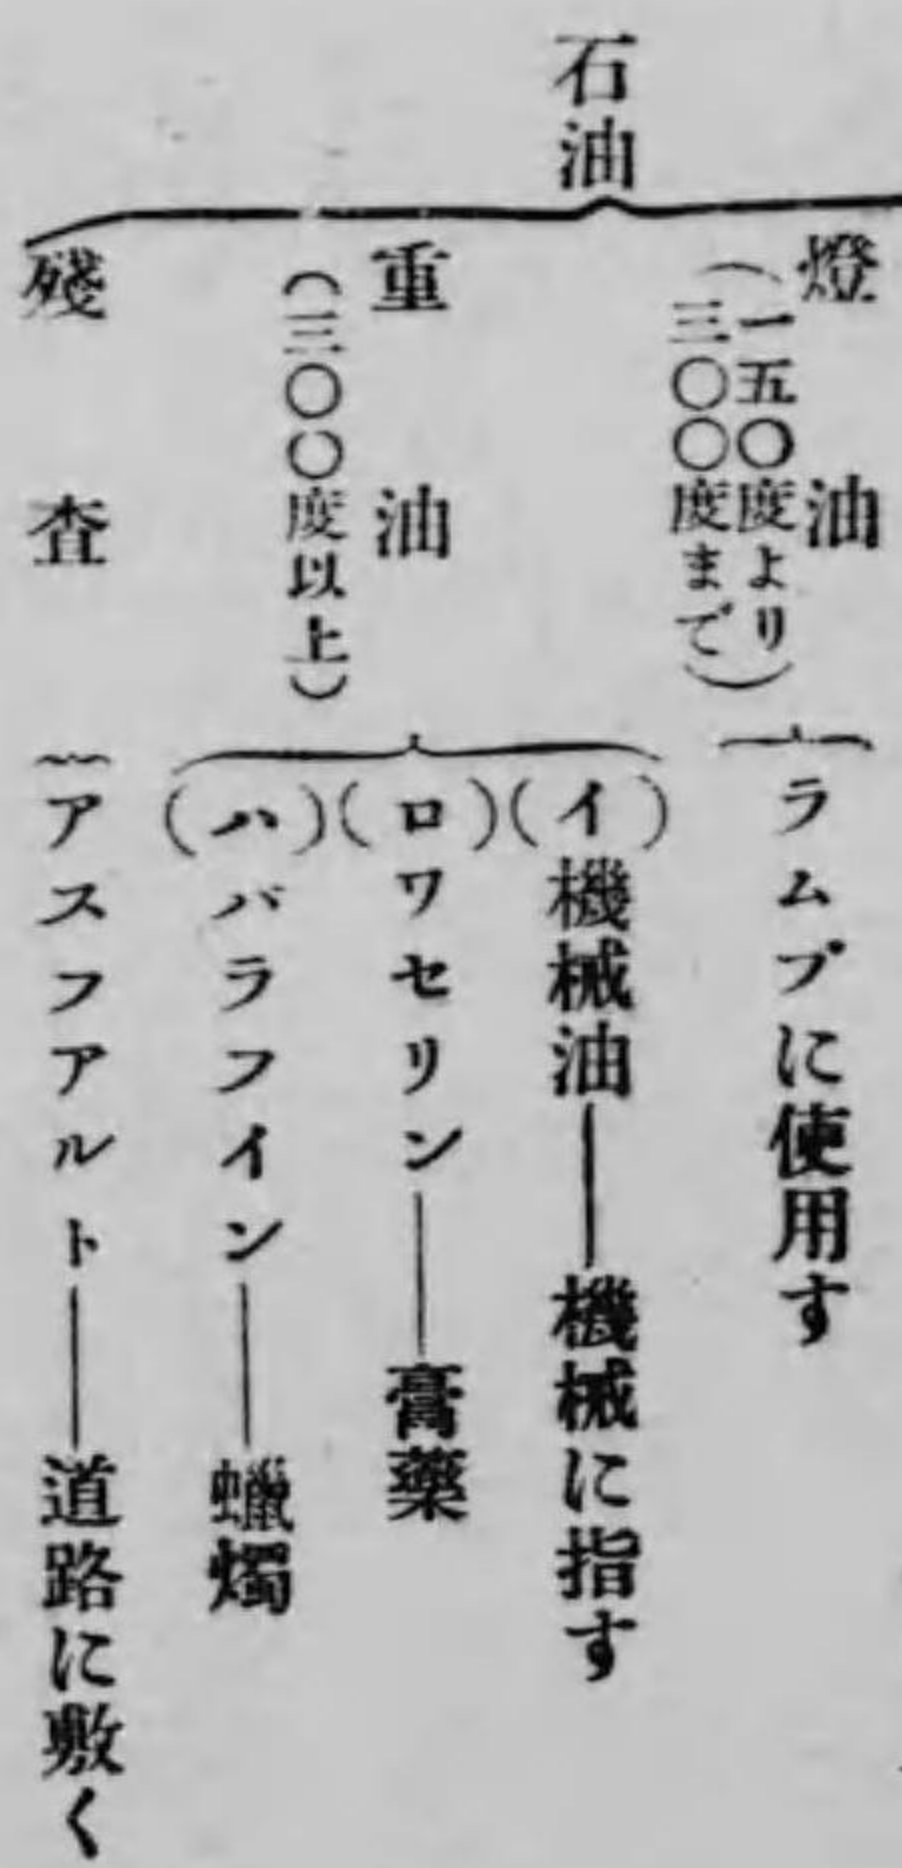 石油
燈油
(一五〇度より
三〇〇度まで)
ラムプに使用す
重油
(三〇〇度以上)
(イ)機械油――機械に指す
(ロ)ワセリン――膏藥
(ハ)パラフイン――蠟燭
殘査
アスフアルト――道路に敷く